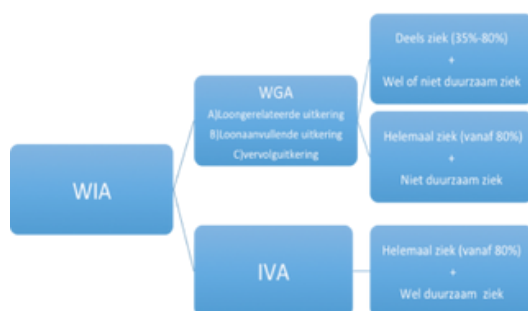 WIA
WGA
A)Loongerelateerde uitkering
B)Loonaanvullende uitkering
C)vervolguitkering
Deels ziek (35%-80%)
+
Wel of niet duurzaam ziek
Helemaal ziek (vanaf 80%)
+
Niet duurzaam ziek
IVA
Helemaal ziek (vanaf 80%)
+
Wel duurzaam ziek